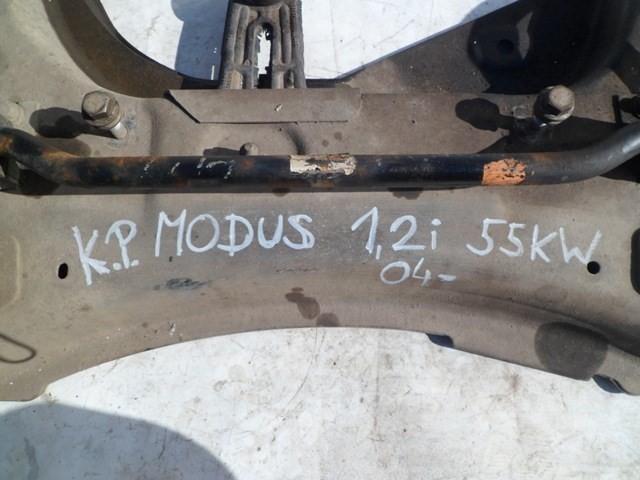 K.P. MODUS 1,2i 55KW
04-